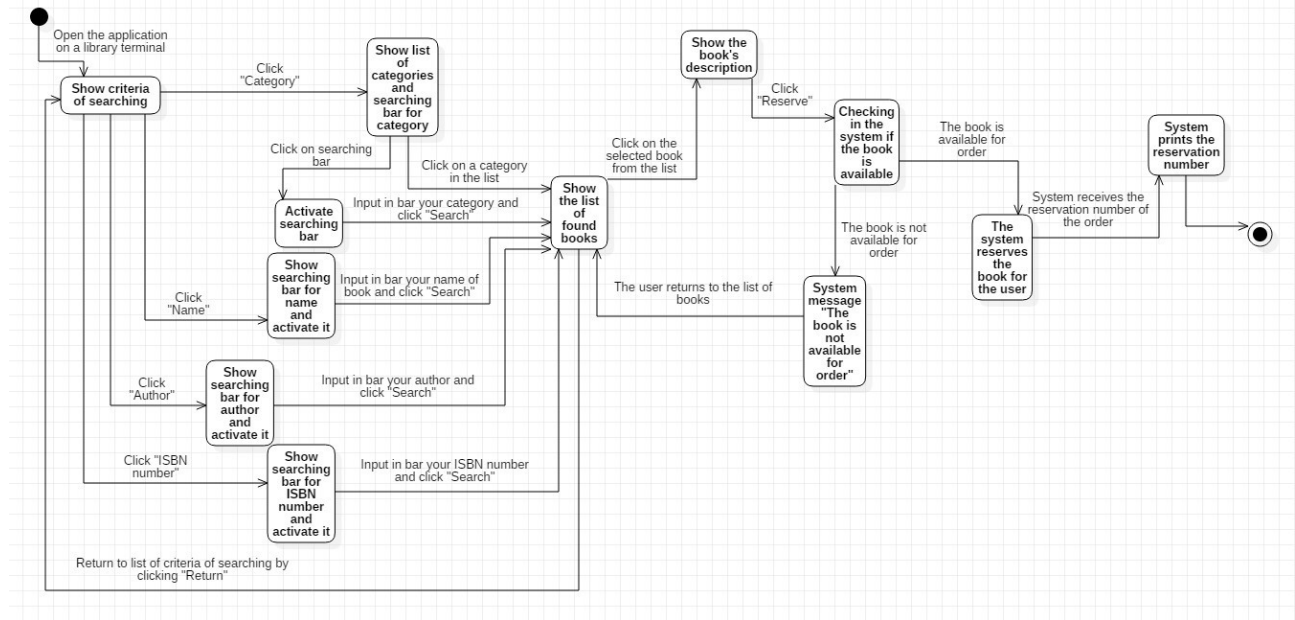 Open the application
on a library terminal
Show criteria
of searching
Click
"Category"
Show list
of
categories
and
searching
bar for
category
Click on searching
bar
Click on a category
in the list
Activate
searching
bar
Input in bar your category and
click "Search"
Show
searching
bar for
name
and
activate it
Click
"Name"
Input in bar your name of
book and click "Search"
Show
searching
bar for
author
and
activate it
Click
"Author"
Input in bar your author and
click "Search"
Show
searching
bar for
ISBN
number
and
activate it
Click "ISBN
number"
Input in bar your ISBN number
and click "Search"
Return to list of criteria of searching by
clicking "Return"
Show
the list
of
found
books
Click on the
selected book
from the list
Show the
book's
description
Click
"Reserve"
Checking
in the
system if
the book
is
available
The book is
available for
order
The book is not
available for
order
System
message
"The
book is
not
available
for
order"
The user returns to the list of
books
The
system
reserves
the
book for
the user
System receives the
reservation number of
the order
System
prints the
reservation
number